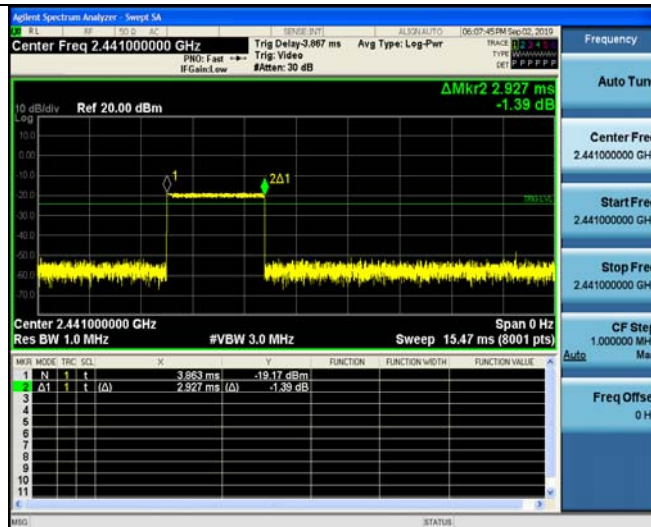 Agilent Spectrum Analyzer - Swept SA
RL RF 50 Ω AC SENSE:INT ALIGN AUTO 06:07:45 PM Sep 02, 2019
Center Freq 2.441000000 GHz
PNO: Fast
IFGain:Low
Trig Delay-3.867 ms
Trig: Video
#Atten: 30 dB
Avg Type: Log-Pwr
TRACE 1 2 3 4 5 6
TYPE
DET P P P P P P
ΔMkr2 2.927 ms
-1.39 dB
10 dB/div Ref 20.00 dBm
Log
10.0
0.00
-10.0
-20.0
-30.0
-40.0
-50.0
-60.0
-70.0
1
2Δ1
TRIG LVL
Center 2.441000000 GHz Span 0 Hz
Res BW 1.0 MHz #VBW 3.0 MHz Sweep 15.47 ms (8001 pts)
MKR MODE TRC SCL X Y FUNCTION FUNCTION WIDTH FUNCTION VALUE
1 N 1 t 3.863 ms -19.17 dBm
2 Δ1 1 t (Δ) 2.927 ms (Δ) -1.39 dB
3
4
5
6
7
8
9
10
11
MSG STATUS
Frequency
Auto Tun
Center Fre
2.441000000 GH
Start Fre
2.441000000 GH
Stop Fre
2.441000000 GH
CF Step
1.000000 MH
Auto Ma
Freq Offse
0 H